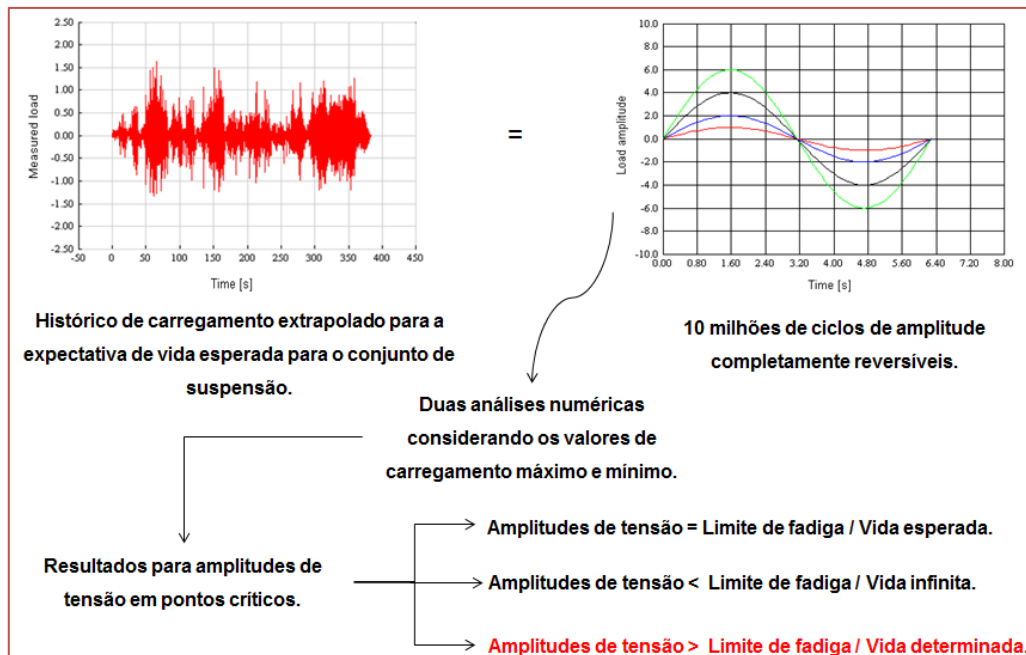 2.50
2.00
1.50
1.00
0.50
0.00
-0.50
-1.00
-1.50
-2.00
-2.50
Measured load
-50 0 50 100 150 200 250 300 350 400 450
Time [s]
=
10.0
8.0
6.0
4.0
2.0
0.0
-2.0
-4.0
-6.0
-8.0
-10.0
Load amplitude
0.00 0.80 1.60 2.40 3.20 4.00 4.80 5.60 6.40 7.20 8.00
Time [s]
Histórico de carregamento extrapolado para a
expectativa de vida esperada para o conjunto de
suspensão.
10 milhões de ciclos de amplitude
completamente reversíveis.
Duas análises numéricas
considerando os valores de
carregamento máximo e mínimo.
Resultados para amplitudes de
tensão em pontos críticos.
Amplitudes de tensão = Limite de fadiga / Vida esperada.
Amplitudes de tensão < Limite de fadiga / Vida infinita.
Amplitudes de tensão > Limite de fadiga / Vida determinada.